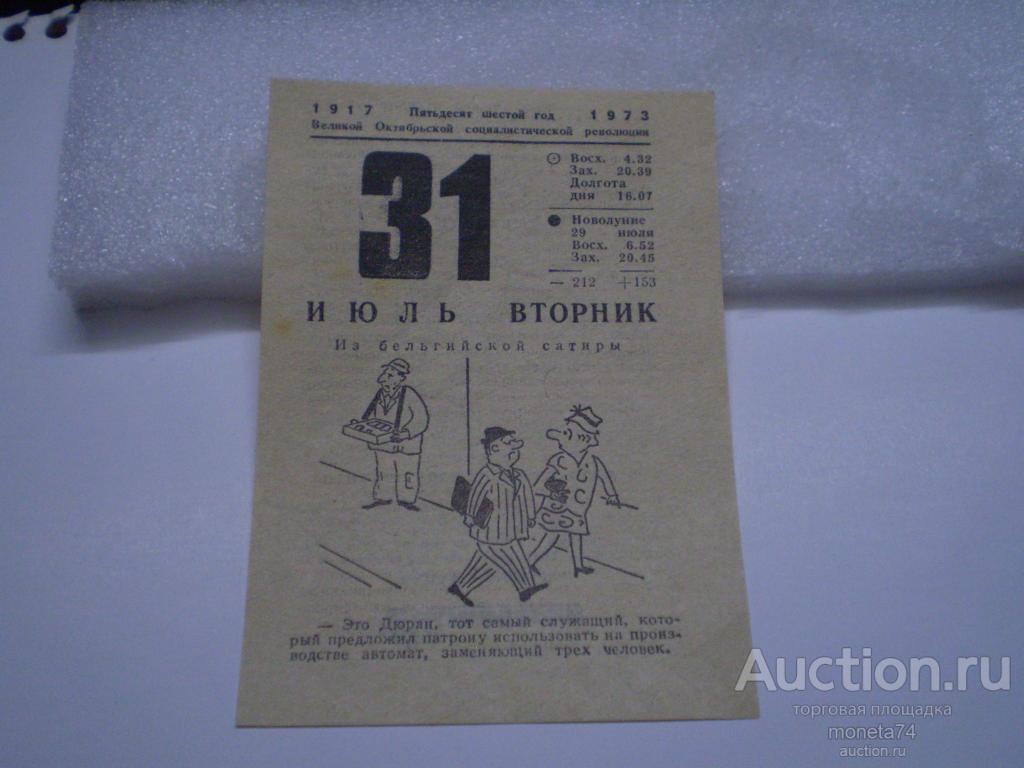 1917 Пятьдесят шестой год 1973
Великой Октябрьской социалистической революции
31
Восх. 4.32
Зах. 20.39
Долгота
дня 16.07
Новолуние
29 июля
Восх. 6.52
Зах. 20.45
— 212 +153
ИЮЛЬ ВТОРНИК
Из бельгийской сатиры
— Это Дюран, тот самый служащий, кото-
рый предложил патрону использовать на произ-
водстве автомат, заменяющий трех человек.
Auction.ru
торговая площадка
moneta74
auction.ru